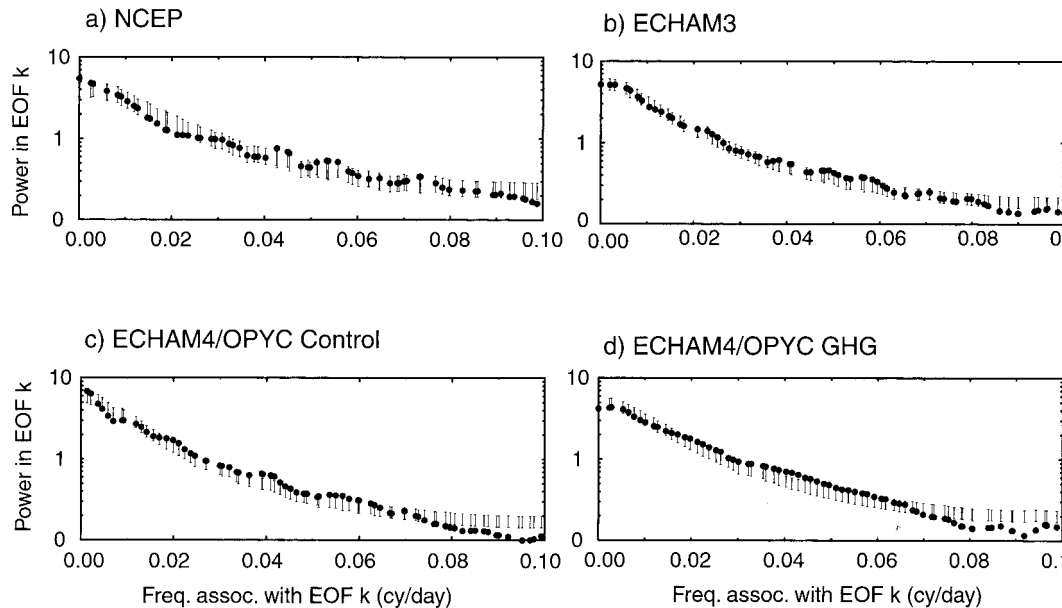 a) NCEP
b) ECHAM3
Power in EOF k
10
1
0
0.00 0.02 0.04 0.06 0.08 0.10
10
1
0
0.00 0.02 0.04 0.06 0.08 0.
c) ECHAM4/OPYC Control
d) ECHAM4/OPYC GHG
Power in EOF k
10
1
0
0.00 0.02 0.04 0.06 0.08 0.10
Freq. assoc. with EOF k (cy/day)
10
1
0
0.00 0.02 0.04 0.06 0.08 0.1
Freq. assoc. with EOF k (cy/day)